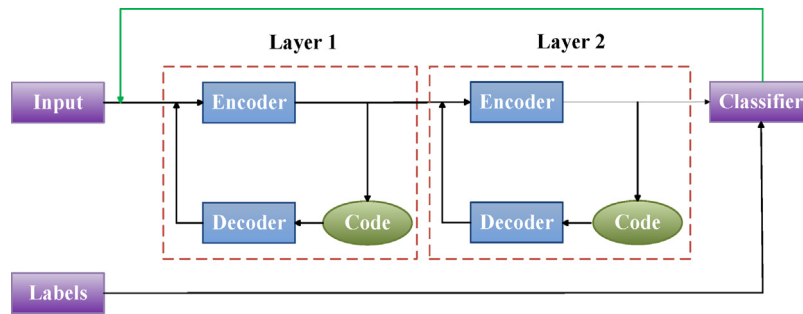 Layer 1
Layer 2
Input
Encoder
Encoder
Classifier
Decoder
Code
Decoder
Code
Labels